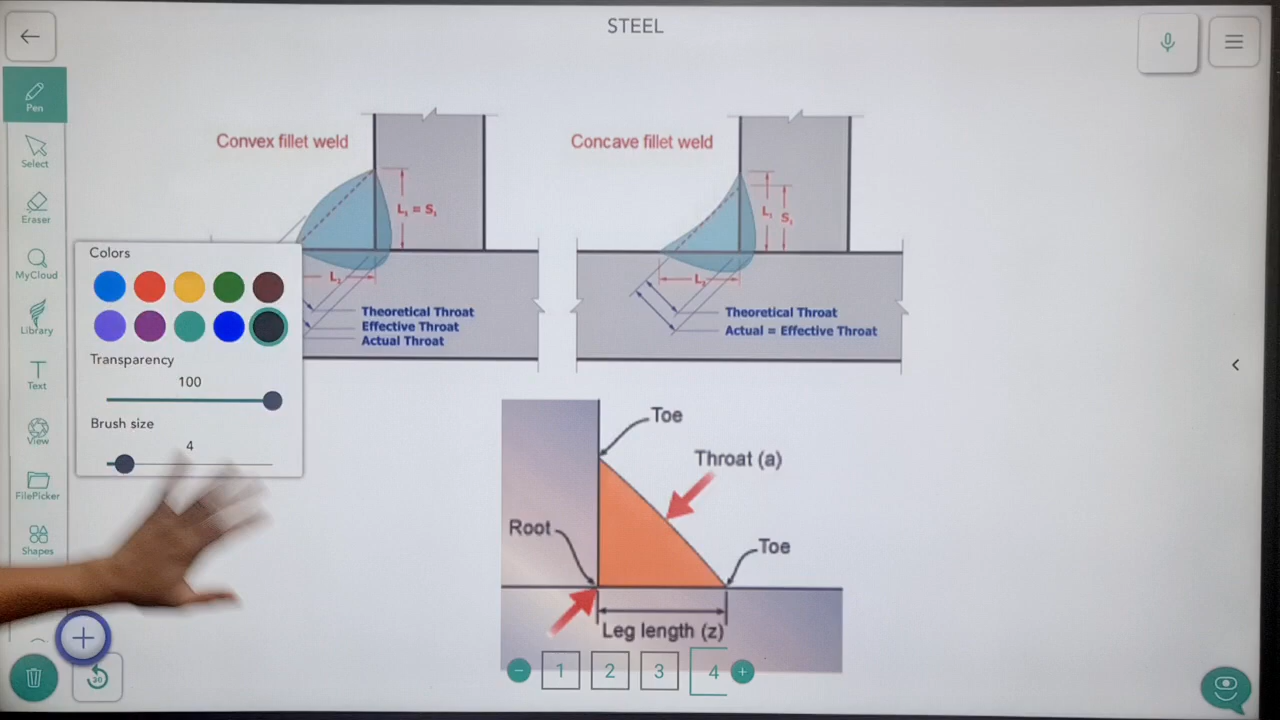 STEEL
Pen
Select
Eraser
MyCloud
Library
Text
View
FilePicker
Shapes
30
Colors
Transparency
100
Brush size
4
Convex fillet weld
L₁ = S₁
L₂
Theoretical Throat
Effective Throat
Actual Throat
Concave fillet weld
L₁
S₁
L₂
Theoretical Throat
Actual = Effective Throat
Toe
Throat (a)
Root
Toe
Leg length (z)
1 2 3 4